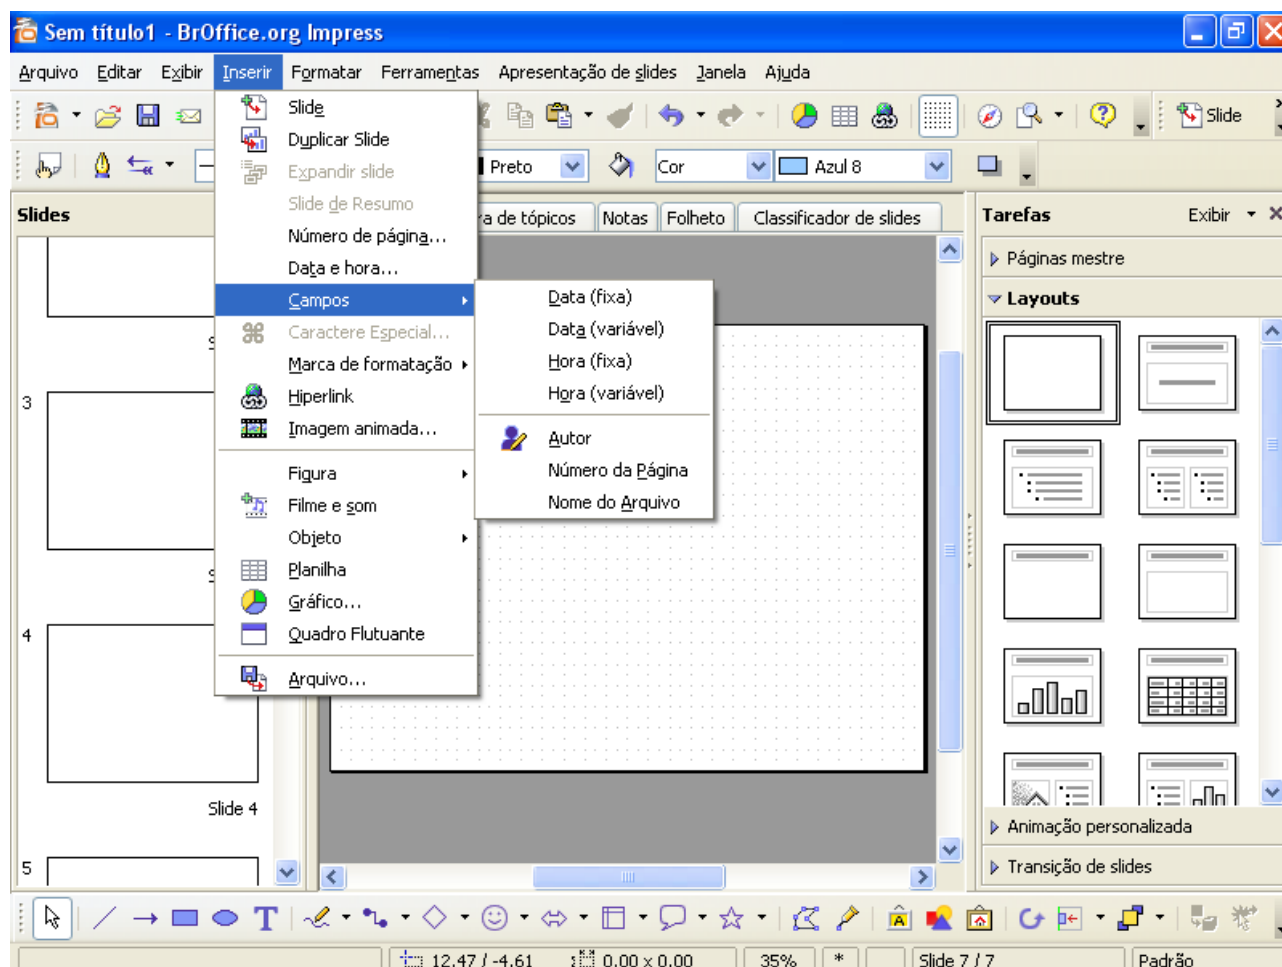 Sem título1 - BrOffice.org Impress
Arquivo Editar Exibir Inserir Formatar Ferramentas Apresentação de slides Janela Ajuda
Slide
Preto Cor Azul 8
Slides
de tópicos Notas Folheto Classificador de slides
Tarefas Exibir
Slide
Duplicar Slide
Expandir slide
Slide de Resumo
Número de página...
Data e hora...
Campos
Caractere Especial...
Marca de formatação
Hiperlink
Imagem animada...
Figura
Filme e som
Objeto
Planilha
Gráfico...
Quadro Flutuante
Arquivo...
Data (fixa)
Data (variável)
Hora (fixa)
Hora (variável)
Autor
Número da Página
Nome do Arquivo
3
4
Slide 4
5
Páginas mestre
Layouts
Animação personalizada
Transição de slides
12.47 / -4.61 0.00 x 0.00 35% * Slide 7 / 7 Padrão